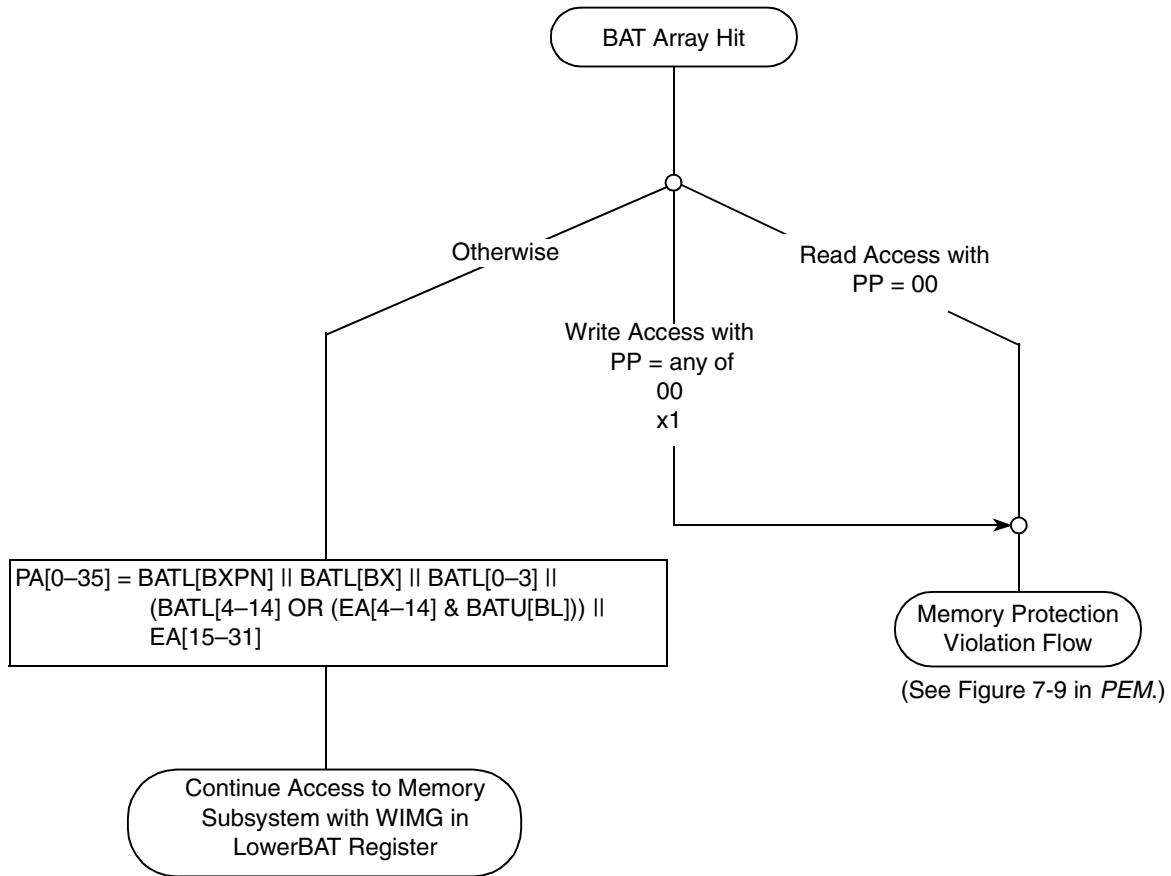 BAT Array Hit
Otherwise
Read Access with
PP = 00
Write Access with
PP = any of
00
x1
PA[0–35] = BATL[BXPN] || BATL[BX] || BATL[0–3] ||
(BATL[4–14] OR (EA[4–14] & BATU[BL])) ||
EA[15–31]
Memory Protection
Violation Flow
(See Figure 7-9 in PEM.)
Continue Access to Memory
Subsystem with WIMG in
LowerBAT Register